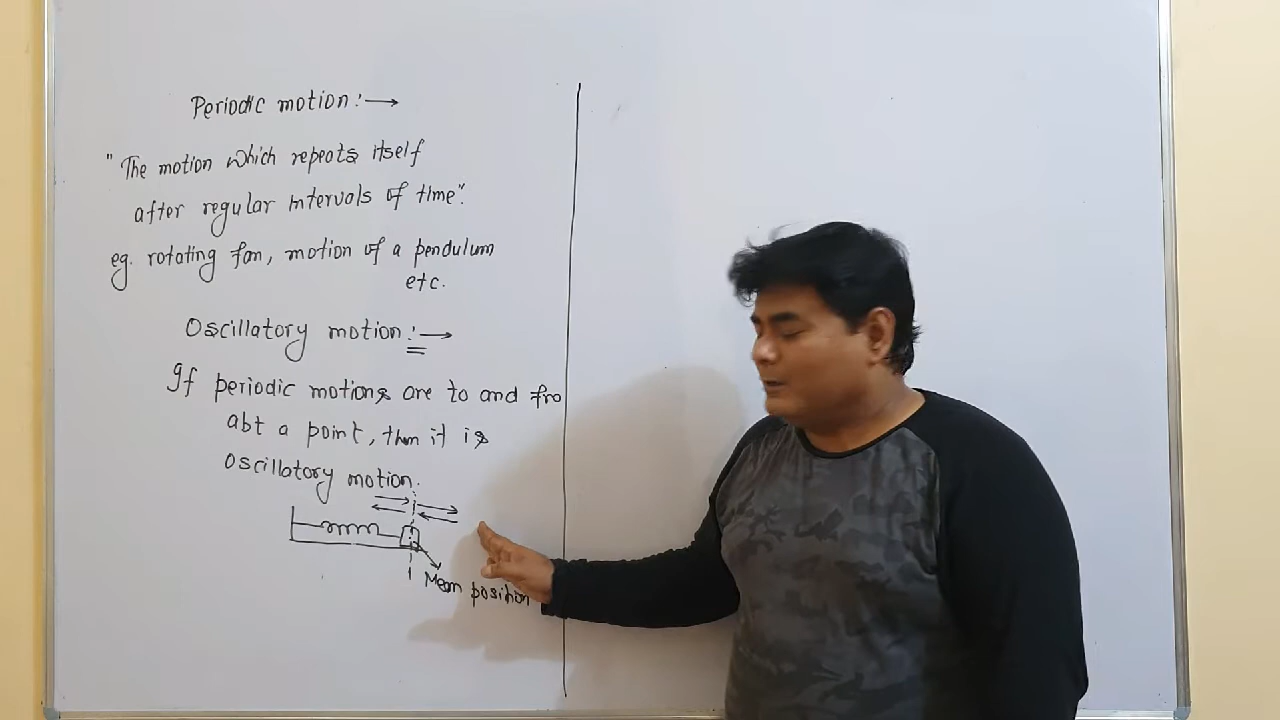 Periodic motion :→
"The motion which repeats itself
after regular intervals of time".
eg. rotating fan, motion of a pendulum
etc.
Oscillatory motion :→
If periodic motions are to and fro
abt a point, then it is
oscillatory motion.
Mean position